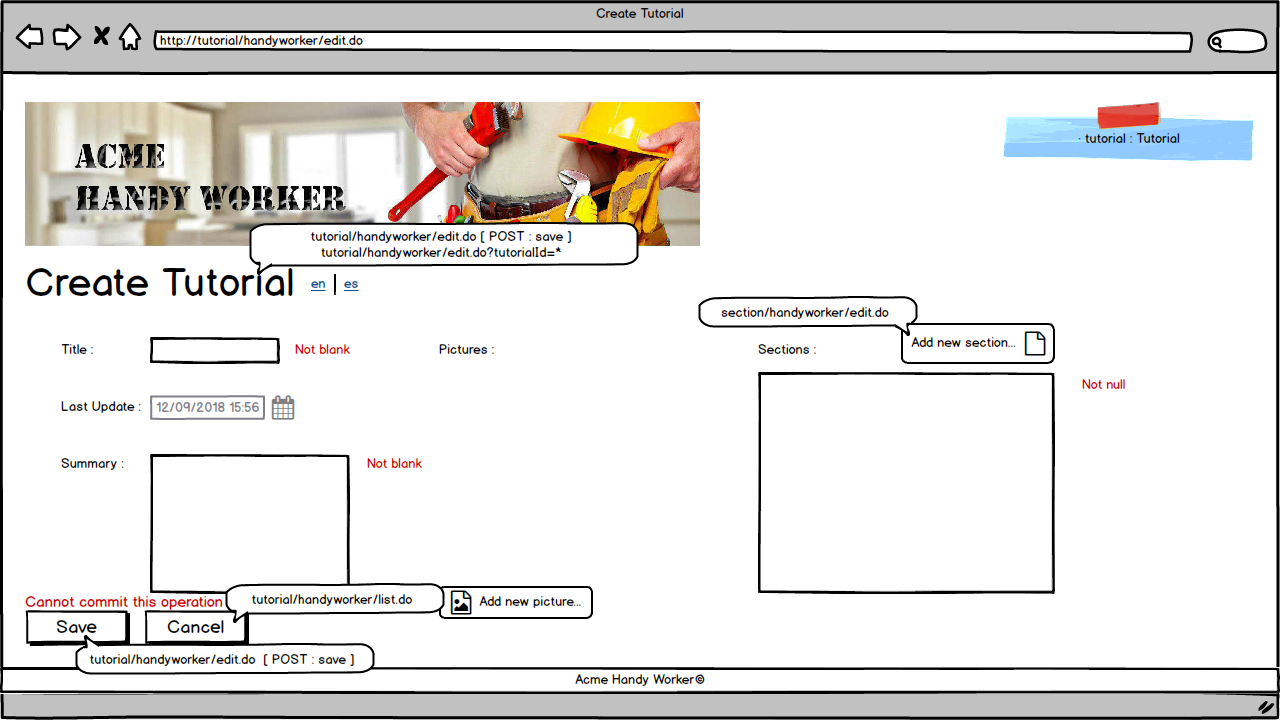 Create Tutorial
http://tutorial/handyworker/edit.do
· tutorial : Tutorial
ACME
HANDY WORKER
tutorial/handyworker/edit.do [ POST : save ]
tutorial/handyworker/edit.do?tutorialId=*
Create Tutorial en | es
section/handyworker/edit.do
Title : Not blank Pictures : Sections : Add new section...
Not null
Last Update : 12/09/2018 15:56
Summary : Not blank
Cannot commit this operation tutorial/handyworker/list.do Add new picture...
Save Cancel
tutorial/handyworker/edit.do [ POST : save ]
Acme Handy Worker©